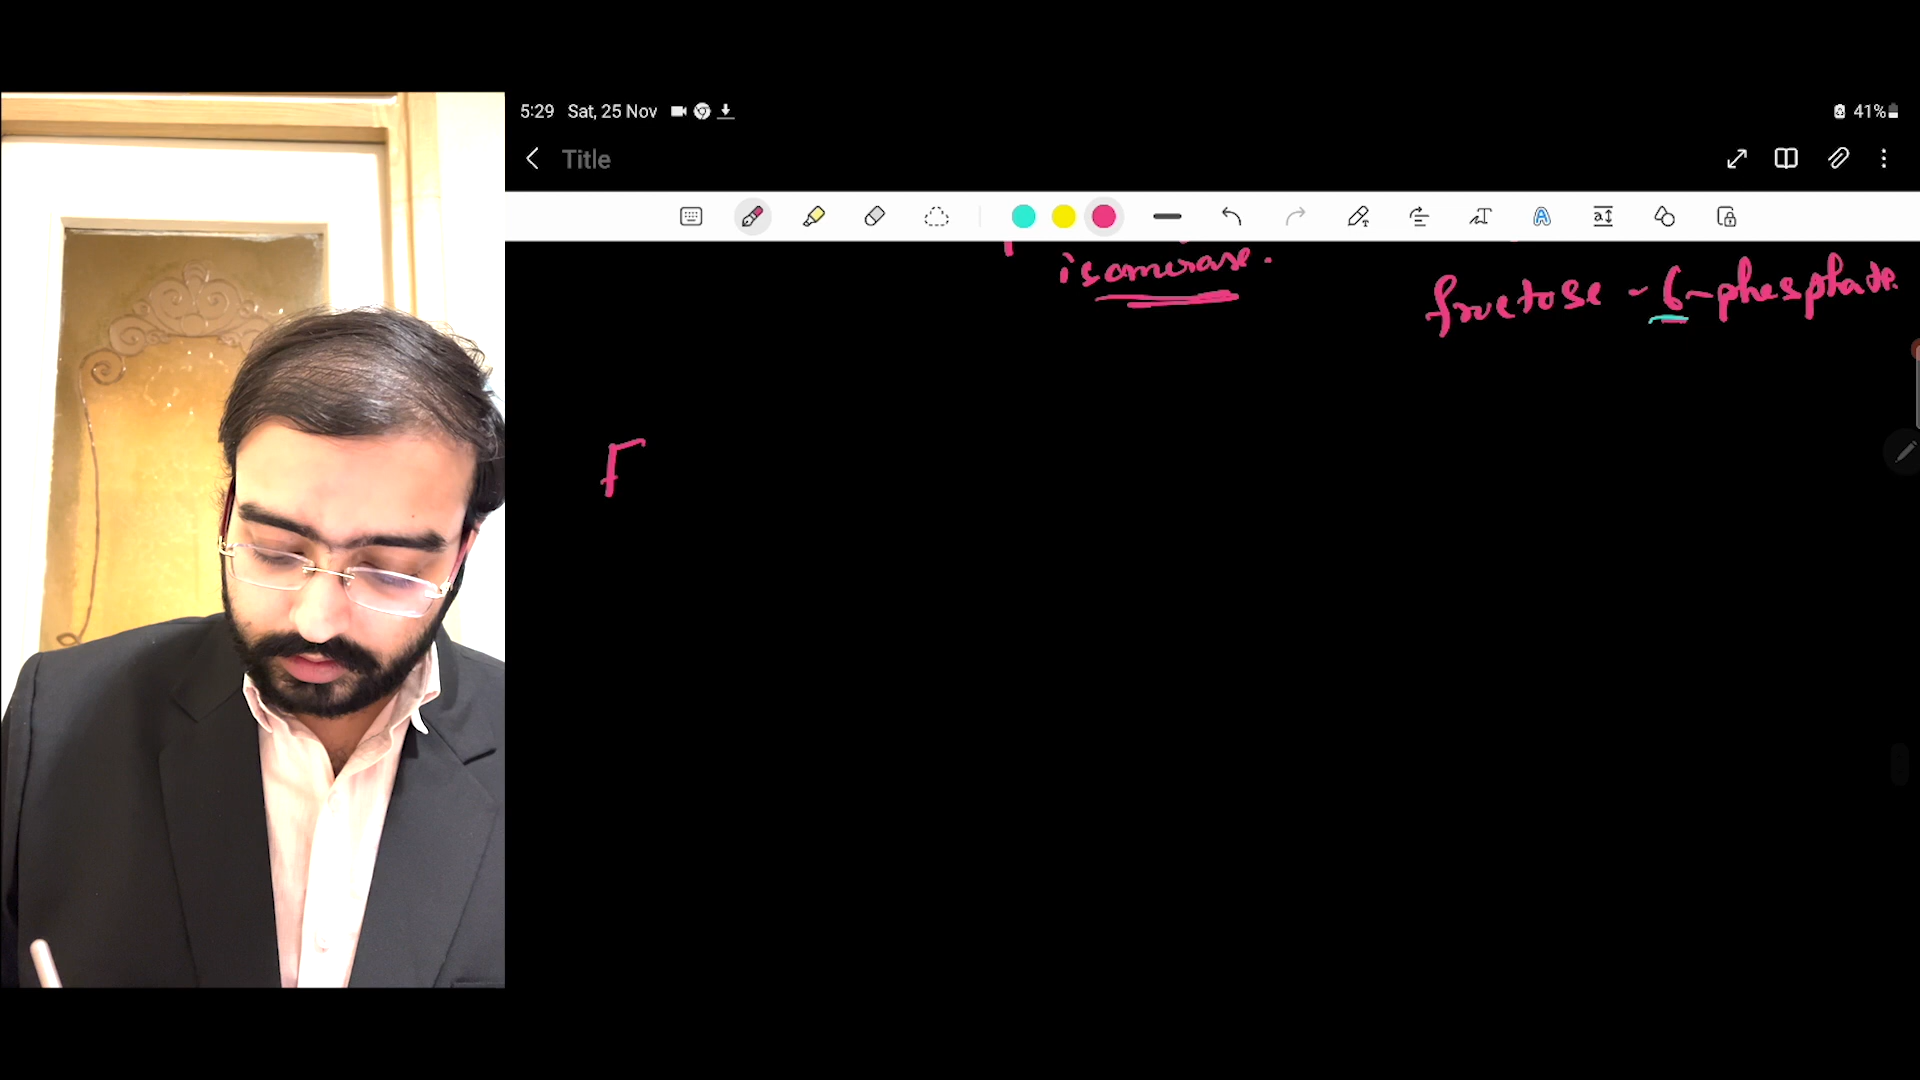 5:29 Sat, 25 Nov
41%
Title
isomerase.
fructose - 6-phosphate.
F